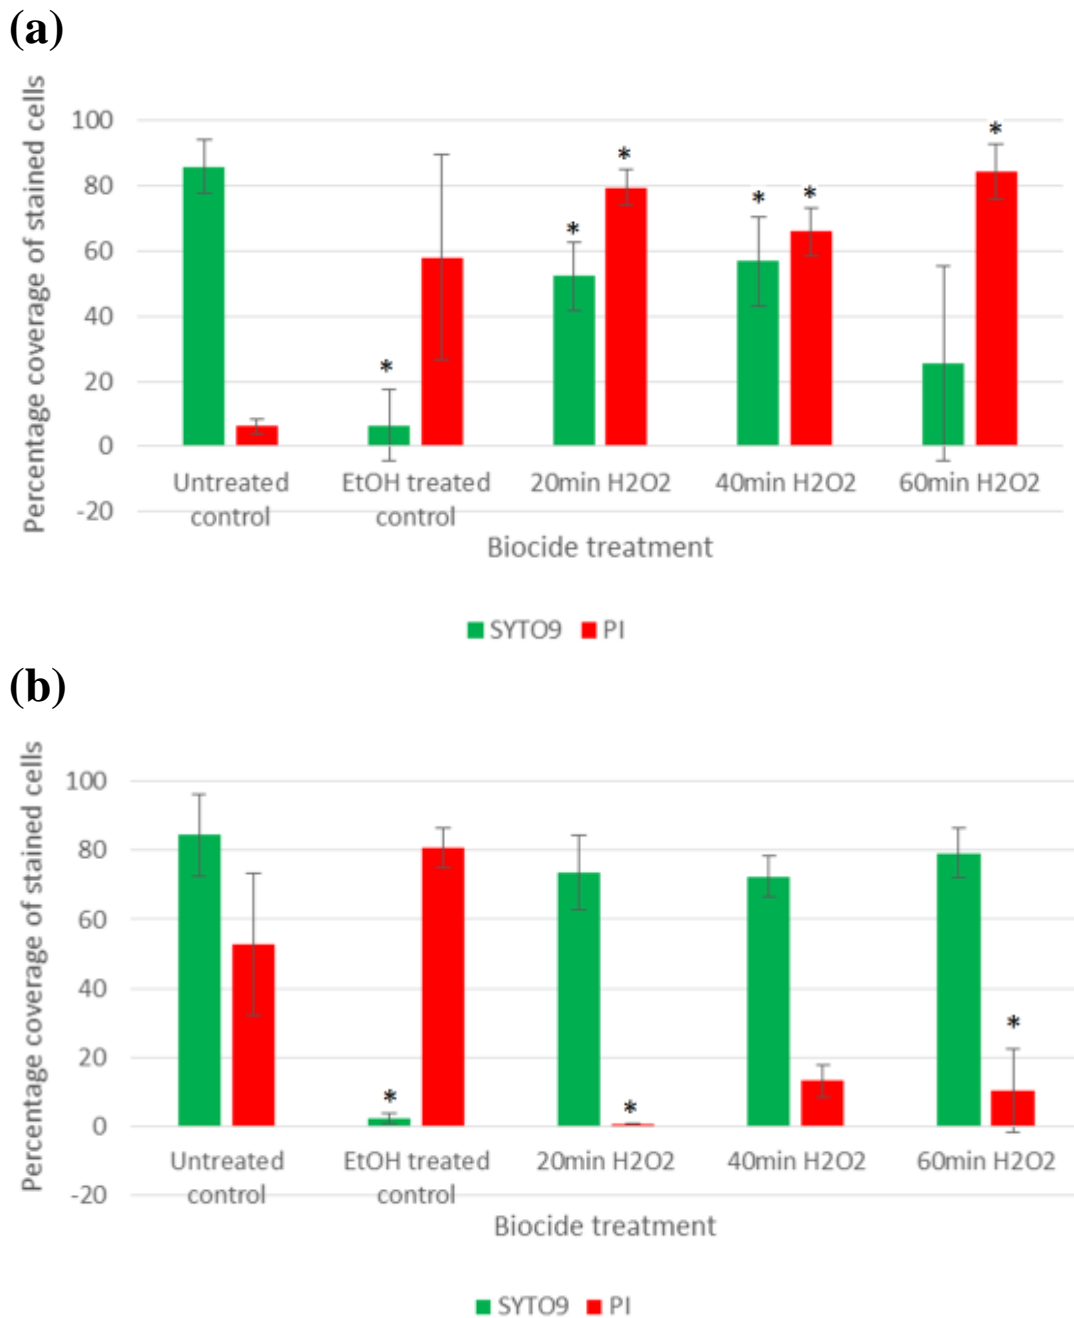 (a)
Percentage coverage of stained cells
100
80
60
40
20
0
-20
* * * * * * 
Untreated control
EtOH treated control
20min H2O2
40min H2O2
60min H2O2
Biocide treatment
SYTO9 PI
(b)
Percentage coverage of stained cells
100
80
60
40
20
0
-20
* * *
Untreated control
EtOH treated control
20min H2O2
40min H2O2
60min H2O2
Biocide treatment
SYTO9 PI